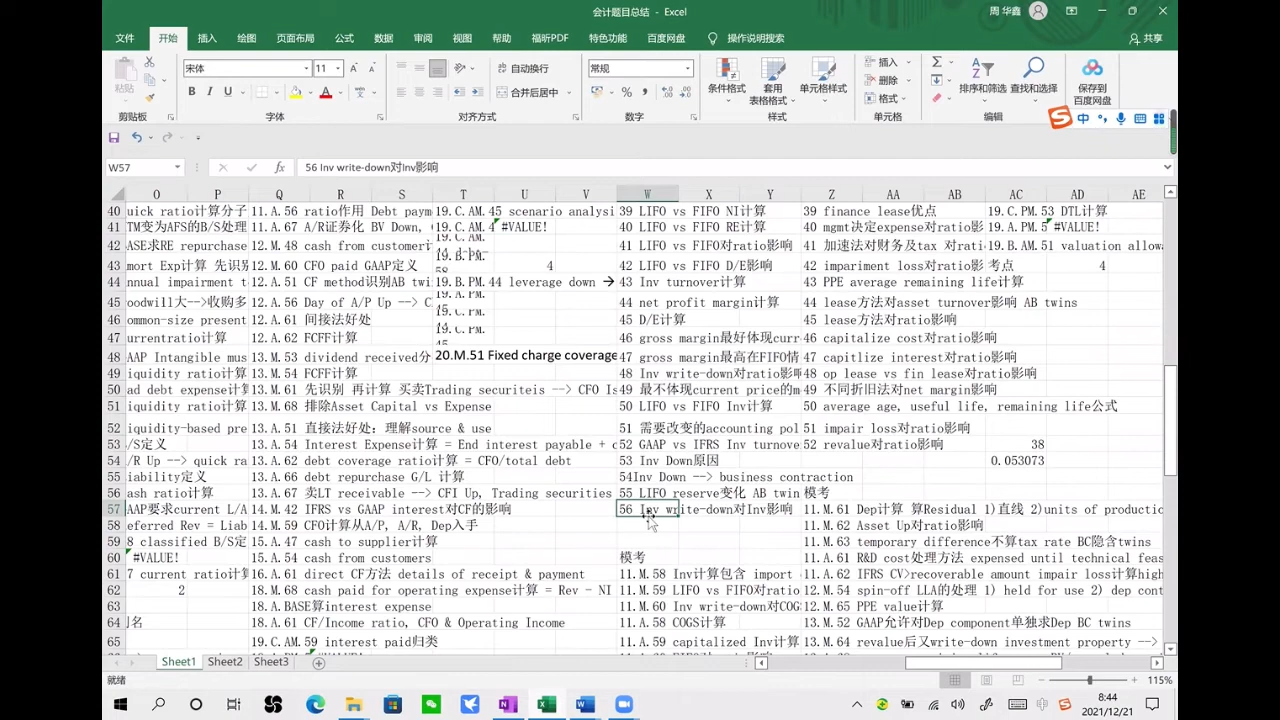 会计题目总结 - Excel
周 华鑫
文件 开始 插入 绘图 页面布局 公式 数据 审阅 视图 帮助 福昕PDF 特色功能 百度网盘 操作说明搜索 共享
宋体 11 自动换行 常规 插入
粘贴 B I U 合并后居中 % 条件格式 套用 表格格式 单元格样式 删除 格式 排序和筛选 查找和选择 保存到 百度网盘
剪贴板 字体 对齐方式 数字 样式 单元格 编辑
W57 fx 56 Inv write-down对Inv影响
O P Q R S T U V W X Y Z AA AB AC AD AE
40 uick ratio计算分子 11.A.56 ratio作用 Debt paym 19.C.AM.45 scenario analysi 39 LIFO vs FIFO NI计算 39 finance lease优点 19.C.PM.53 DTL计算
41 TM变为AFS的B/S处理 11.A.67 A/R证券化 BV Down, 19.C.AM.4 #VALUE! 40 LIFO vs FIFO RE计算 40 mgmt决定expense对ratio影 19.A.PM.5 #VALUE!
42 ASE求RE repurchase 12.M.48 cash from customer 41 LIFO vs FIFO对ratio影响 41 加速法对财务及tax 对rati 19.B.AM.51 valuation allow
43 mort Exp计算 先识别 12.M.60 CFO paid GAAP定义 19.B.PM. 4 42 LIFO vs FIFO D/E影响 42 impariment loss对ratio影 考点 4
44 nnual impairment t 12.A.51 CF method识别AB twi 19.B.PM.44 leverage down → 43 Inv turnover计算 43 PPE average remaining life计算
45 oodwill大-->收购多 12.A.56 Day of A/P Up --> C 44 net profit margin计算 44 lease方法对asset turnover影响 AB twins
46 ommon-size present 12.A.61 间接法好处 45 D/E计算 45 lease方法对ratio影响
47 urrentratio计算 12.A.62 FCFF计算 46 gross margin最好体现curr 46 capitalize cost对ratio影响
48 AAP Intangible mus 13.M.53 dividend received分 20.M.51 Fixed charge coverage 47 gross margin最高在FIFO情 47 capitlize interest对ratio影响
49 iquidity ratio计算 13.M.54 FCFF计算 48 Inv write-down对ratio影响 48 op lease vs fin lease对ratio影响
50 ad debt expense计算 13.M.61 先识别 再计算 买卖Trading securiteis --> CFO Is 49 最不体现current price的m 49 不同折旧法对net margin影响
51 iquidity ratio计算 13.M.68 排除Asset Capital vs Expense 50 LIFO vs FIFO Inv计算 50 average age, useful life, remaining life公式
52 iquidity-based pre 13.A.51 直接法好处：理解source & use 51 需要改变的accounting pol 51 impair loss对ratio影响
53 /S定义 13.A.54 Interest Expense计算 = End interest payable + c 52 GAAP vs IFRS Inv turnove 52 revalue对ratio影响 38
54 /R Up --> quick ra 13.A.62 debt coverage ratio计算 = CFO/total debt 53 Inv Down原因 0.053073
55 iability定义 13.A.66 debt repurchase G/L 计算 54Inv Down --> business contraction
56 ash ratio计算 13.A.67 卖LT receivable --> CFI Up, Trading securities 55 LIFO reserve变化 AB twin 模考
57 AAP要求current L/A 14.M.42 IFRS vs GAAP interest对CF的影响 56 Inv write-down对Inv影响 11.M.61 Dep计算 算Residual 1)直线 2)units of productio
58 eferred Rev = Liab 14.M.59 CFO计算从A/P, A/R, Dep入手 11.M.62 Asset Up对ratio影响
59 8 classified B/S定 15.A.47 cash to supplier计算 11.M.63 temporary difference不算tax rate BC隐含twins
60 #VALUE! 15.A.54 cash from customers 模考 11.A.61 R&D cost处理方法 expensed until technical feas
61 7 current ratio计算 16.A.61 direct CF方法 details of receipt & payment 11.M.58 Inv计算包含 import 11.A.62 IFRS CV>recoverable amount impair loss计算high
62 2 16.M.68 cash paid for operating expense计算 = Rev - NI 11.M.59 LIFO vs FIFO对ratio 12.M.54 spin-off LLA的处理 1) held for use 2) dep cont
63 18.A.BASE算interest expense 11.M.60 Inv write-down对COG 12.M.65 PPE value计算
64 名 18.A.61 CF/Income ratio, CFO & Operating Income 11.A.58 COGS计算 13.M.52 GAAP允许对Dep component单独求Dep BC twins
65 19.C.AM.59 interest paid归类 11.A.59 capitalized Inv计算 13.M.64 revalue后又write-down investment property -->
Sheet1 Sheet2 Sheet3
就绪 115%
8:44
2021/12/21